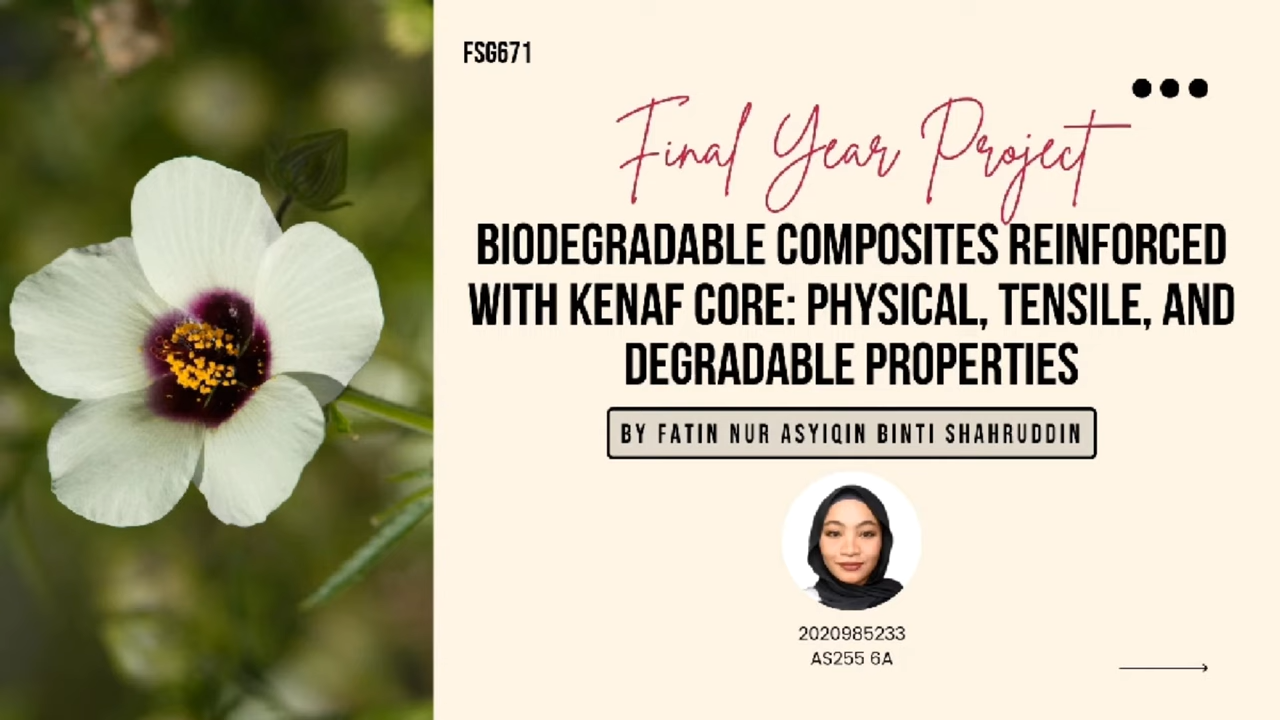 FSG671
Final Year Project
BIODEGRADABLE COMPOSITES REINFORCED
WITH KENAF CORE: PHYSICAL, TENSILE, AND
DEGRADABLE PROPERTIES
BY FATIN NUR ASYIQIN BINTI SHAHRUDDIN
2020985233
AS255 6A